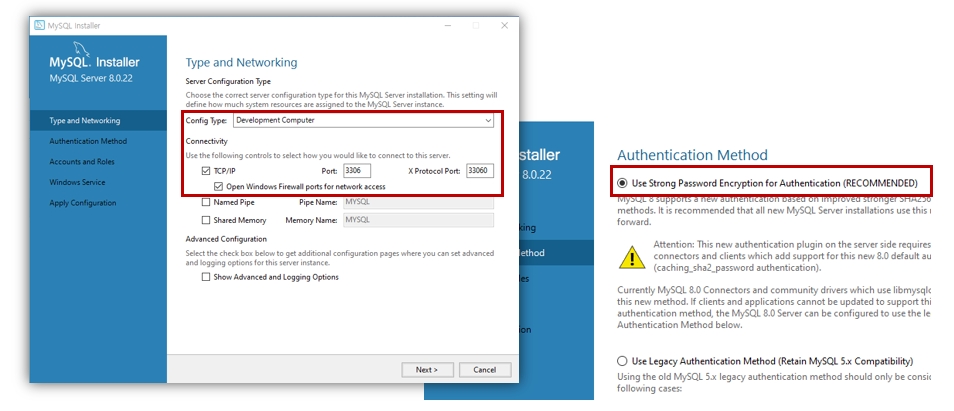 MySQL Installer
MySQL. Installer
MySQL Server 8.0.22
Type and Networking
Authentication Method
Accounts and Roles
Windows Service
Apply Configuration
Type and Networking
Server Configuration Type
Choose the correct server configuration type for this MySQL Server installation. This setting will
define how much system resources are assigned to the MySQL Server instance.
Config Type: Development Computer
Connectivity
Use the following controls to select how you would like to connect to this server.
TCP/IP Port: 3306 X Protocol Port: 33060
Open Windows Firewall ports for network access
Named Pipe Pipe Name: MYSQL
Shared Memory Memory Name: MYSQL
Advanced Configuration
Select the check box below to get additional configuration pages where you can set advanced
and logging options for this server instance.
Show Advanced and Logging Options
Next > Cancel
staller
8.0.22
king
ethod
les
ion
Authentication Method
Use Strong Password Encryption for Authentication (RECOMMENDED)
MySQL 8 supports a new authentication based on improved stronger SHA256
methods. It is recommended that all new MySQL Server installations use this
forward.
Attention: This new authentication plugin on the server side requires
connectors and clients which add support for this new 8.0 default au
(caching_sha2_password authentication).
Currently MySQL 8.0 Connectors and community drivers which use libmysqlc
this new method. If clients and applications cannot be updated to support thi
authentication method, the MySQL 8.0 Server can be configured to use the le
Authentication Method below.
Use Legacy Authentication Method (Retain MySQL 5.x Compatibility)
Using the old MySQL 5.x legacy authentication method should only be consid
following cases: